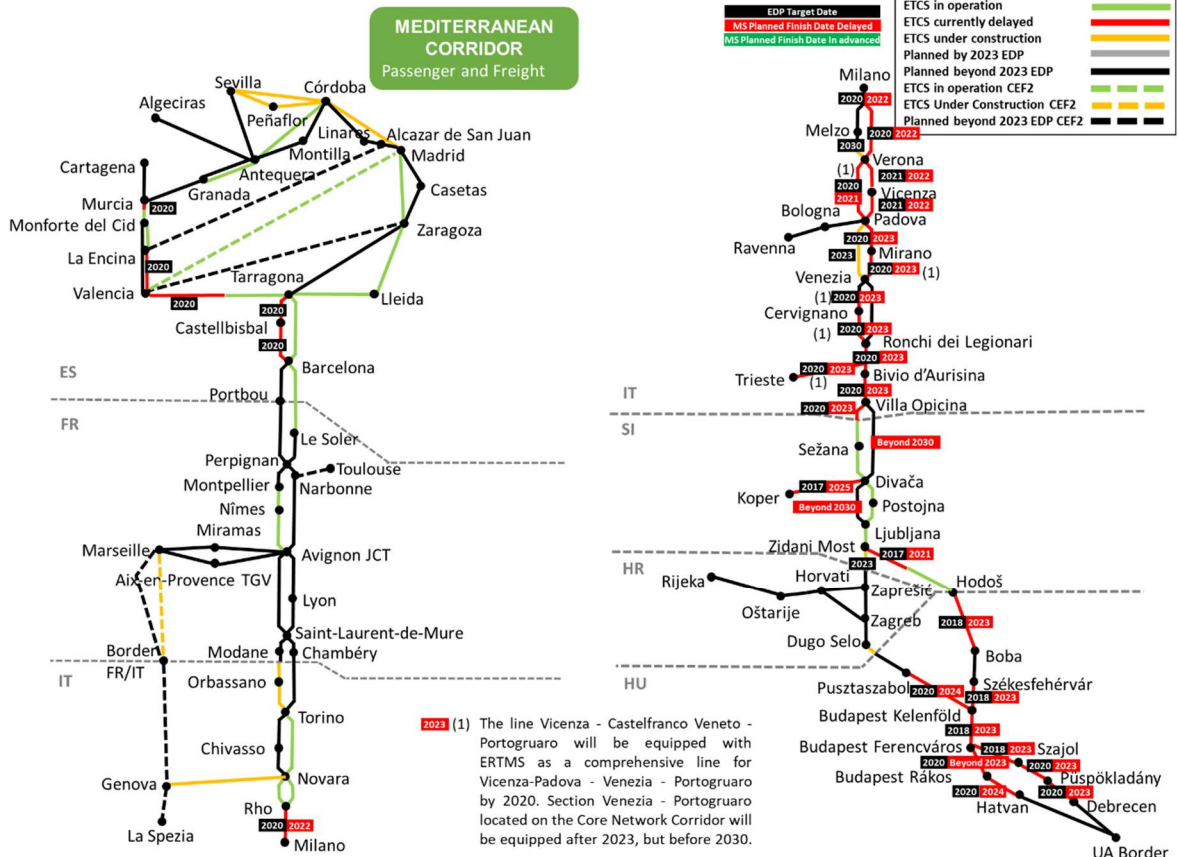 MEDITERRANEAN
CORRIDOR
Passenger and Freight
EDP Target Date
MS Planned Finish Date Delayed
MS Planned Finish Date In advanced
ETCS in operation
ETCS currently delayed
ETCS under construction
Planned by 2023 EDP
Planned beyond 2023 EDP
ETCS in operation CEF2
ETCS Under Construction CEF2
Planned beyond 2023 EDP CEF2
Sevilla
Córdoba
Algeciras
Peñaflor
Linares
Alcazar de San Juan
Montilla
Madrid
Cartagena
Antequera
Granada
Casetas
Murcia
2020
Monforte del Cid
Zaragoza
La Encina
2020
Tarragona
Valencia
2020
Lleida
2020
Castellbisbal
2020
Barcelona
ES
Portbou
FR
Le Soler
Perpignan
Toulouse
Montpellier
Narbonne
Nîmes
Miramas
Marseille
Avignon JCT
Aix-en-Provence TGV
Lyon
Saint-Laurent-de-Mure
Border
FR/IT
Modane
Chambéry
IT
Orbassano
Torino
Chivasso
Genova
Novara
Rho
La Spezia
2020 2022
Milano
2023 (1) The line Vicenza - Castelfranco Veneto -
Portogruaro will be equipped with
ERTMS as a comprehensive line for
Vicenza-Padova - Venezia - Portogruaro
by 2020. Section Venezia - Portogruaro
located on the Core Network Corridor will
be equipped after 2023, but before 2030.
Milano
2020 2022
Melzo
2020 2022
2030
Verona
(1)
2021 2022
2020
2021
Vicenza
2021 2022
Bologna
Padova
Ravenna
2020 2023
2023
Mirano
2020 2023 (1)
Venezia
(1) 2020 2023
Cervignano
(1) 2020 2023
Ronchi dei Legionari
2020 2023
2020 2023
Trieste
(1)
Bivio d'Aurisina
IT
2020 2023
2020 2023
Villa Opicina
SI
Sežana
Beyond 2030
2017 2025
Divača
Koper
Beyond 2030
Postojna
Ljubljana
Zidani Most
2017 2021
2023
HR
Rijeka
Horvati
Zaprešić
Hodoš
Oštarije
Zagreb
2018 2023
Dugo Selo
Boba
HU
Pusztaszabol
2020 2024
Székesfehérvár
2018 2023
Budapest Kelenföld
2018 2023
Budapest Ferencváros
2018 2023
Szajol
2020 Beyond 2023
2020 2023
Budapest Rákos
Püspökladány
2020 2024
2020 2023
Hatvan
Debrecen
UA Border